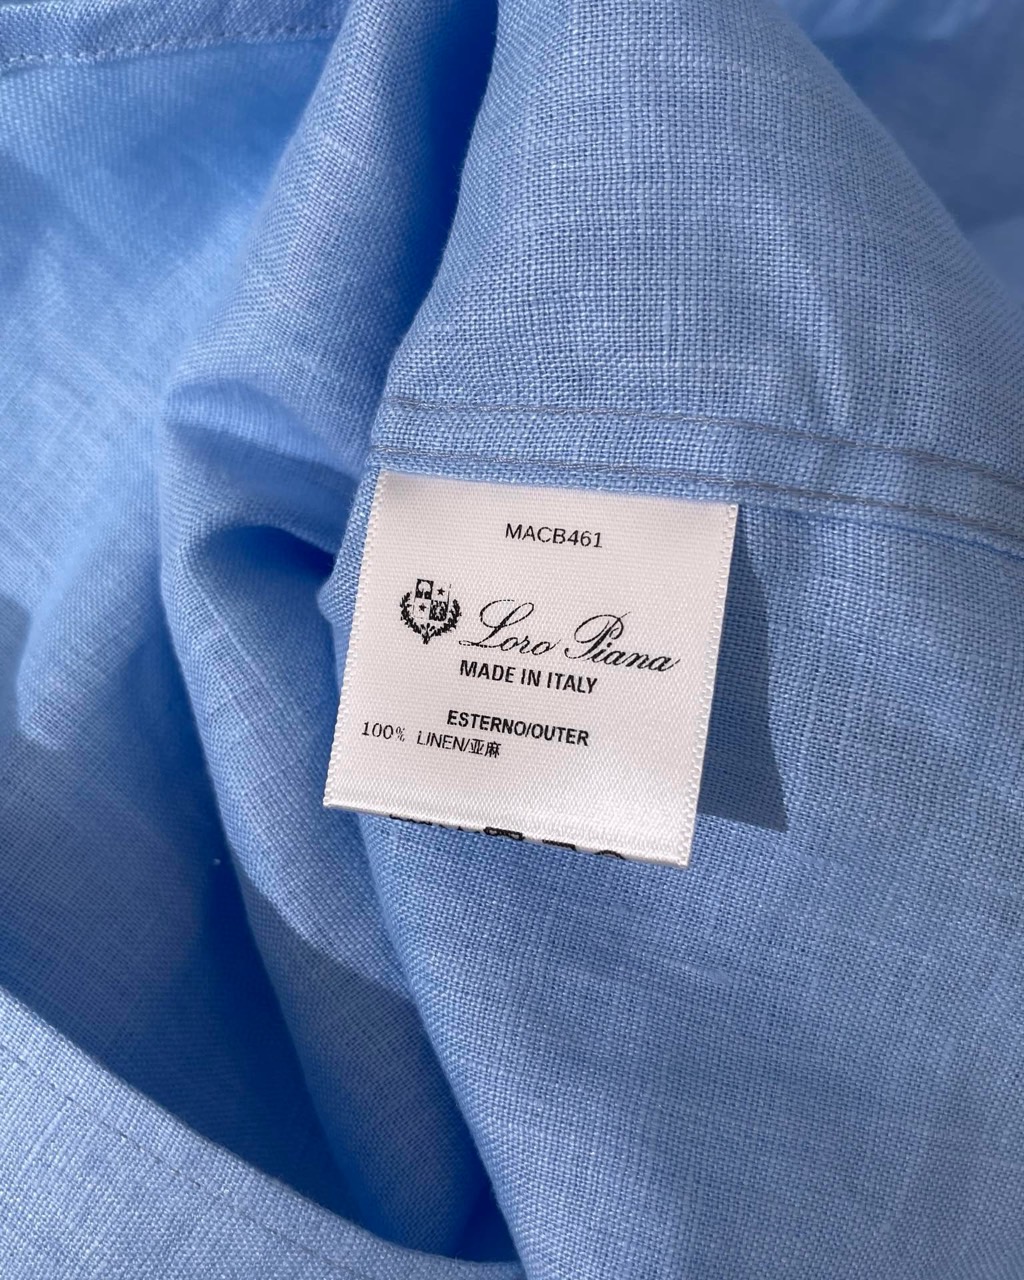 MACB461
Loro Piana
MADE IN ITALY
ESTERNO/OUTER
100% LINEN/亚麻